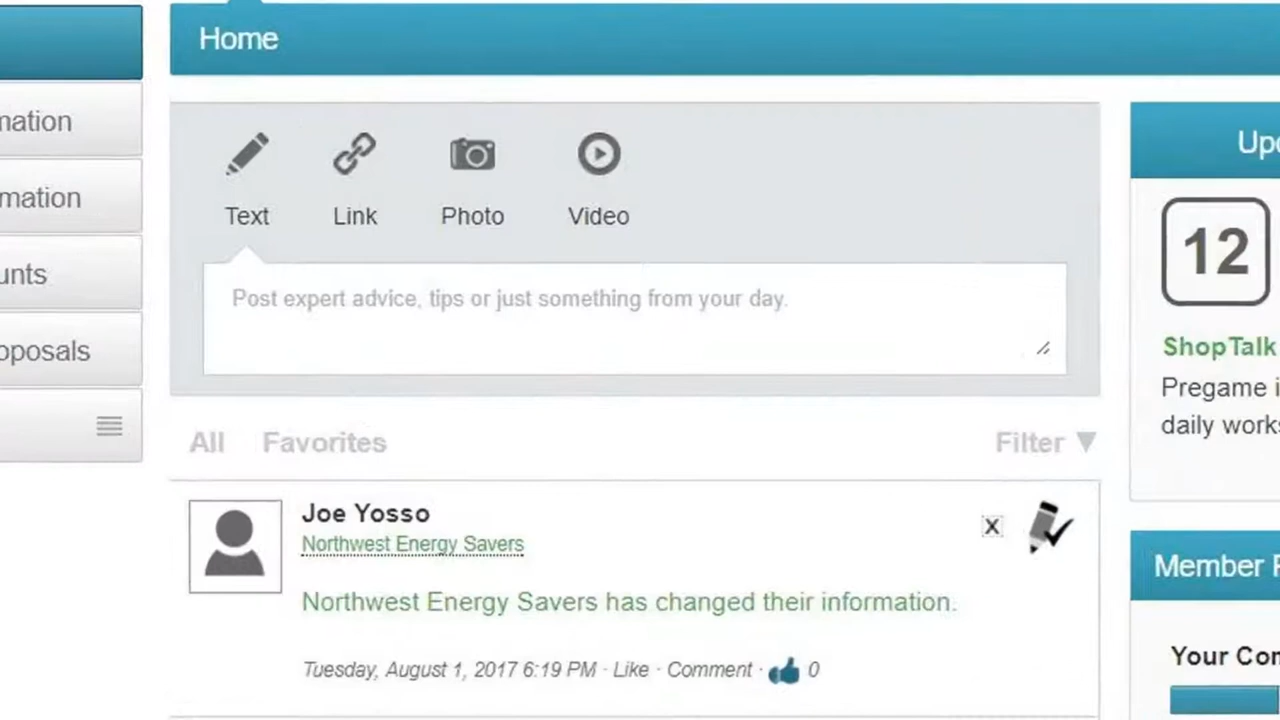 Home
mation
mation
unts
oposals
Text
Link
Photo
Video
Post expert advice, tips or just something from your day.
All
Favorites
Filter
Joe Yosso
Northwest Energy Savers
X
Northwest Energy Savers has changed their information.
Tuesday, August 1, 2017 6:19 PM · Like · Comment · 0
Upc
12
ShopTalk
Pregame i
daily works
Member
Your Com